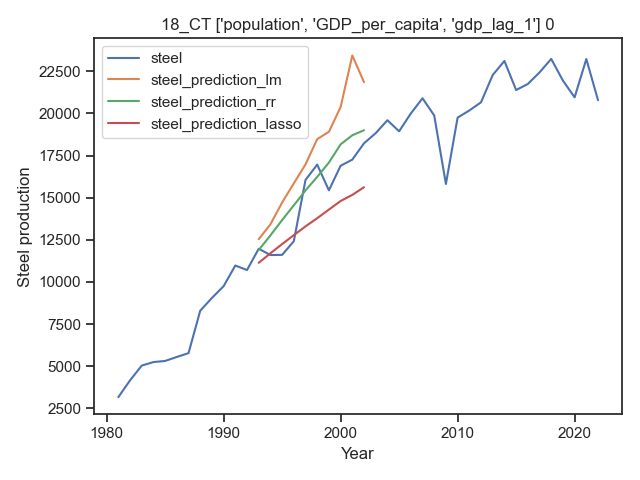 18_CT ['population', 'GDP_per_capita', 'gdp_lag_1'] 0
steel
steel_prediction_lm
steel_prediction_rr
steel_prediction_lasso
Steel production
22500
20000
17500
15000
12500
10000
7500
5000
2500
1980 1990 2000 2010 2020
Year